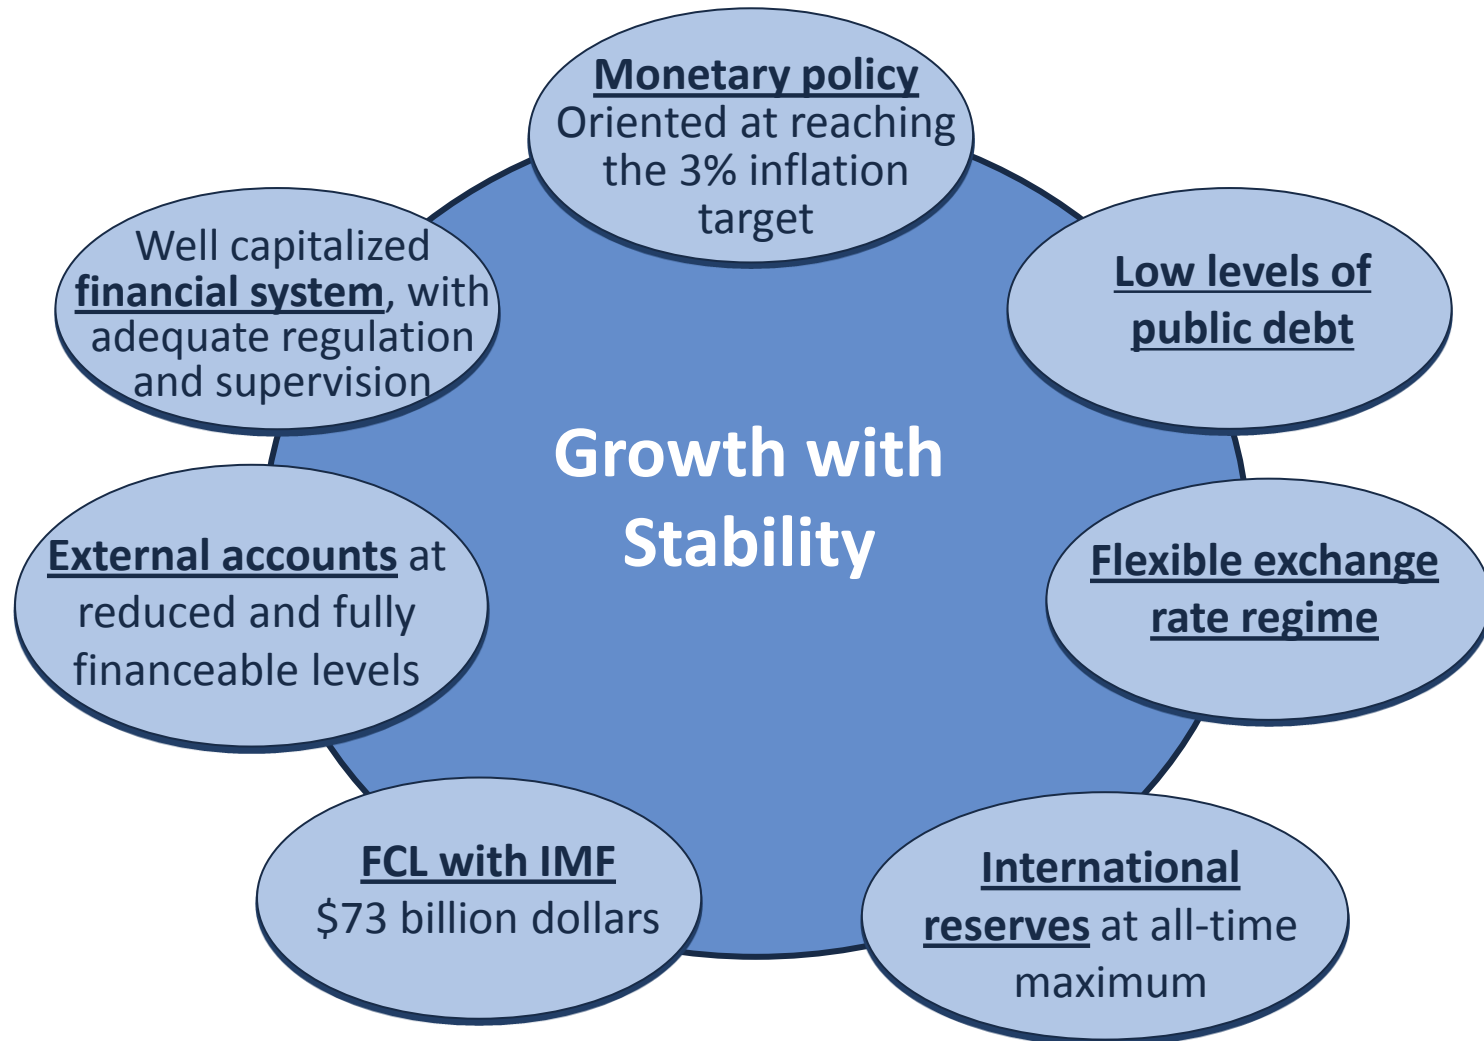 Monetary policy
Oriented at reaching
the 3% inflation
target
Well capitalized
financial system, with
adequate regulation
and supervision
Low levels of
public debt
Growth with
Stability
External accounts at
reduced and fully
financeable levels
Flexible exchange
rate regime
FCL with IMF
$73 billion dollars
International
reserves at all-time
maximum